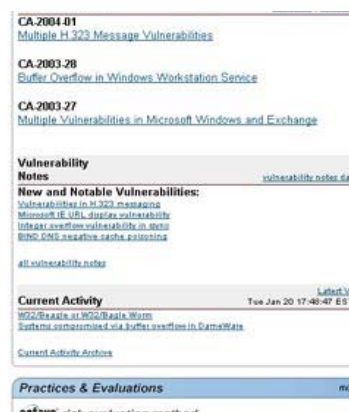 CA-2004-01
Multiple H.323 Message Vulnerabilities
CA-2003-28
Buffer Overflow in Windows Workstation Service
CA-2003-27
Multiple Vulnerabilities in Microsoft Windows and Exchange
Vulnerability
Notes
vulnerability notes
New and Notable Vulnerabilities:
Vulnerabilities in H.323 messaging
Microsoft IE URL display vulnerability
Integer overflow vulnerability in rsync
BIND DNS negative cache poisoning
all vulnerability notes
Latest
Current Activity
Tue Jan 20 17:48:47
W32/Beagle or W32/Bagle Worm
Systems compromised via buffer overflow in DameWare
Current Activity Archive
Practices & Evaluations